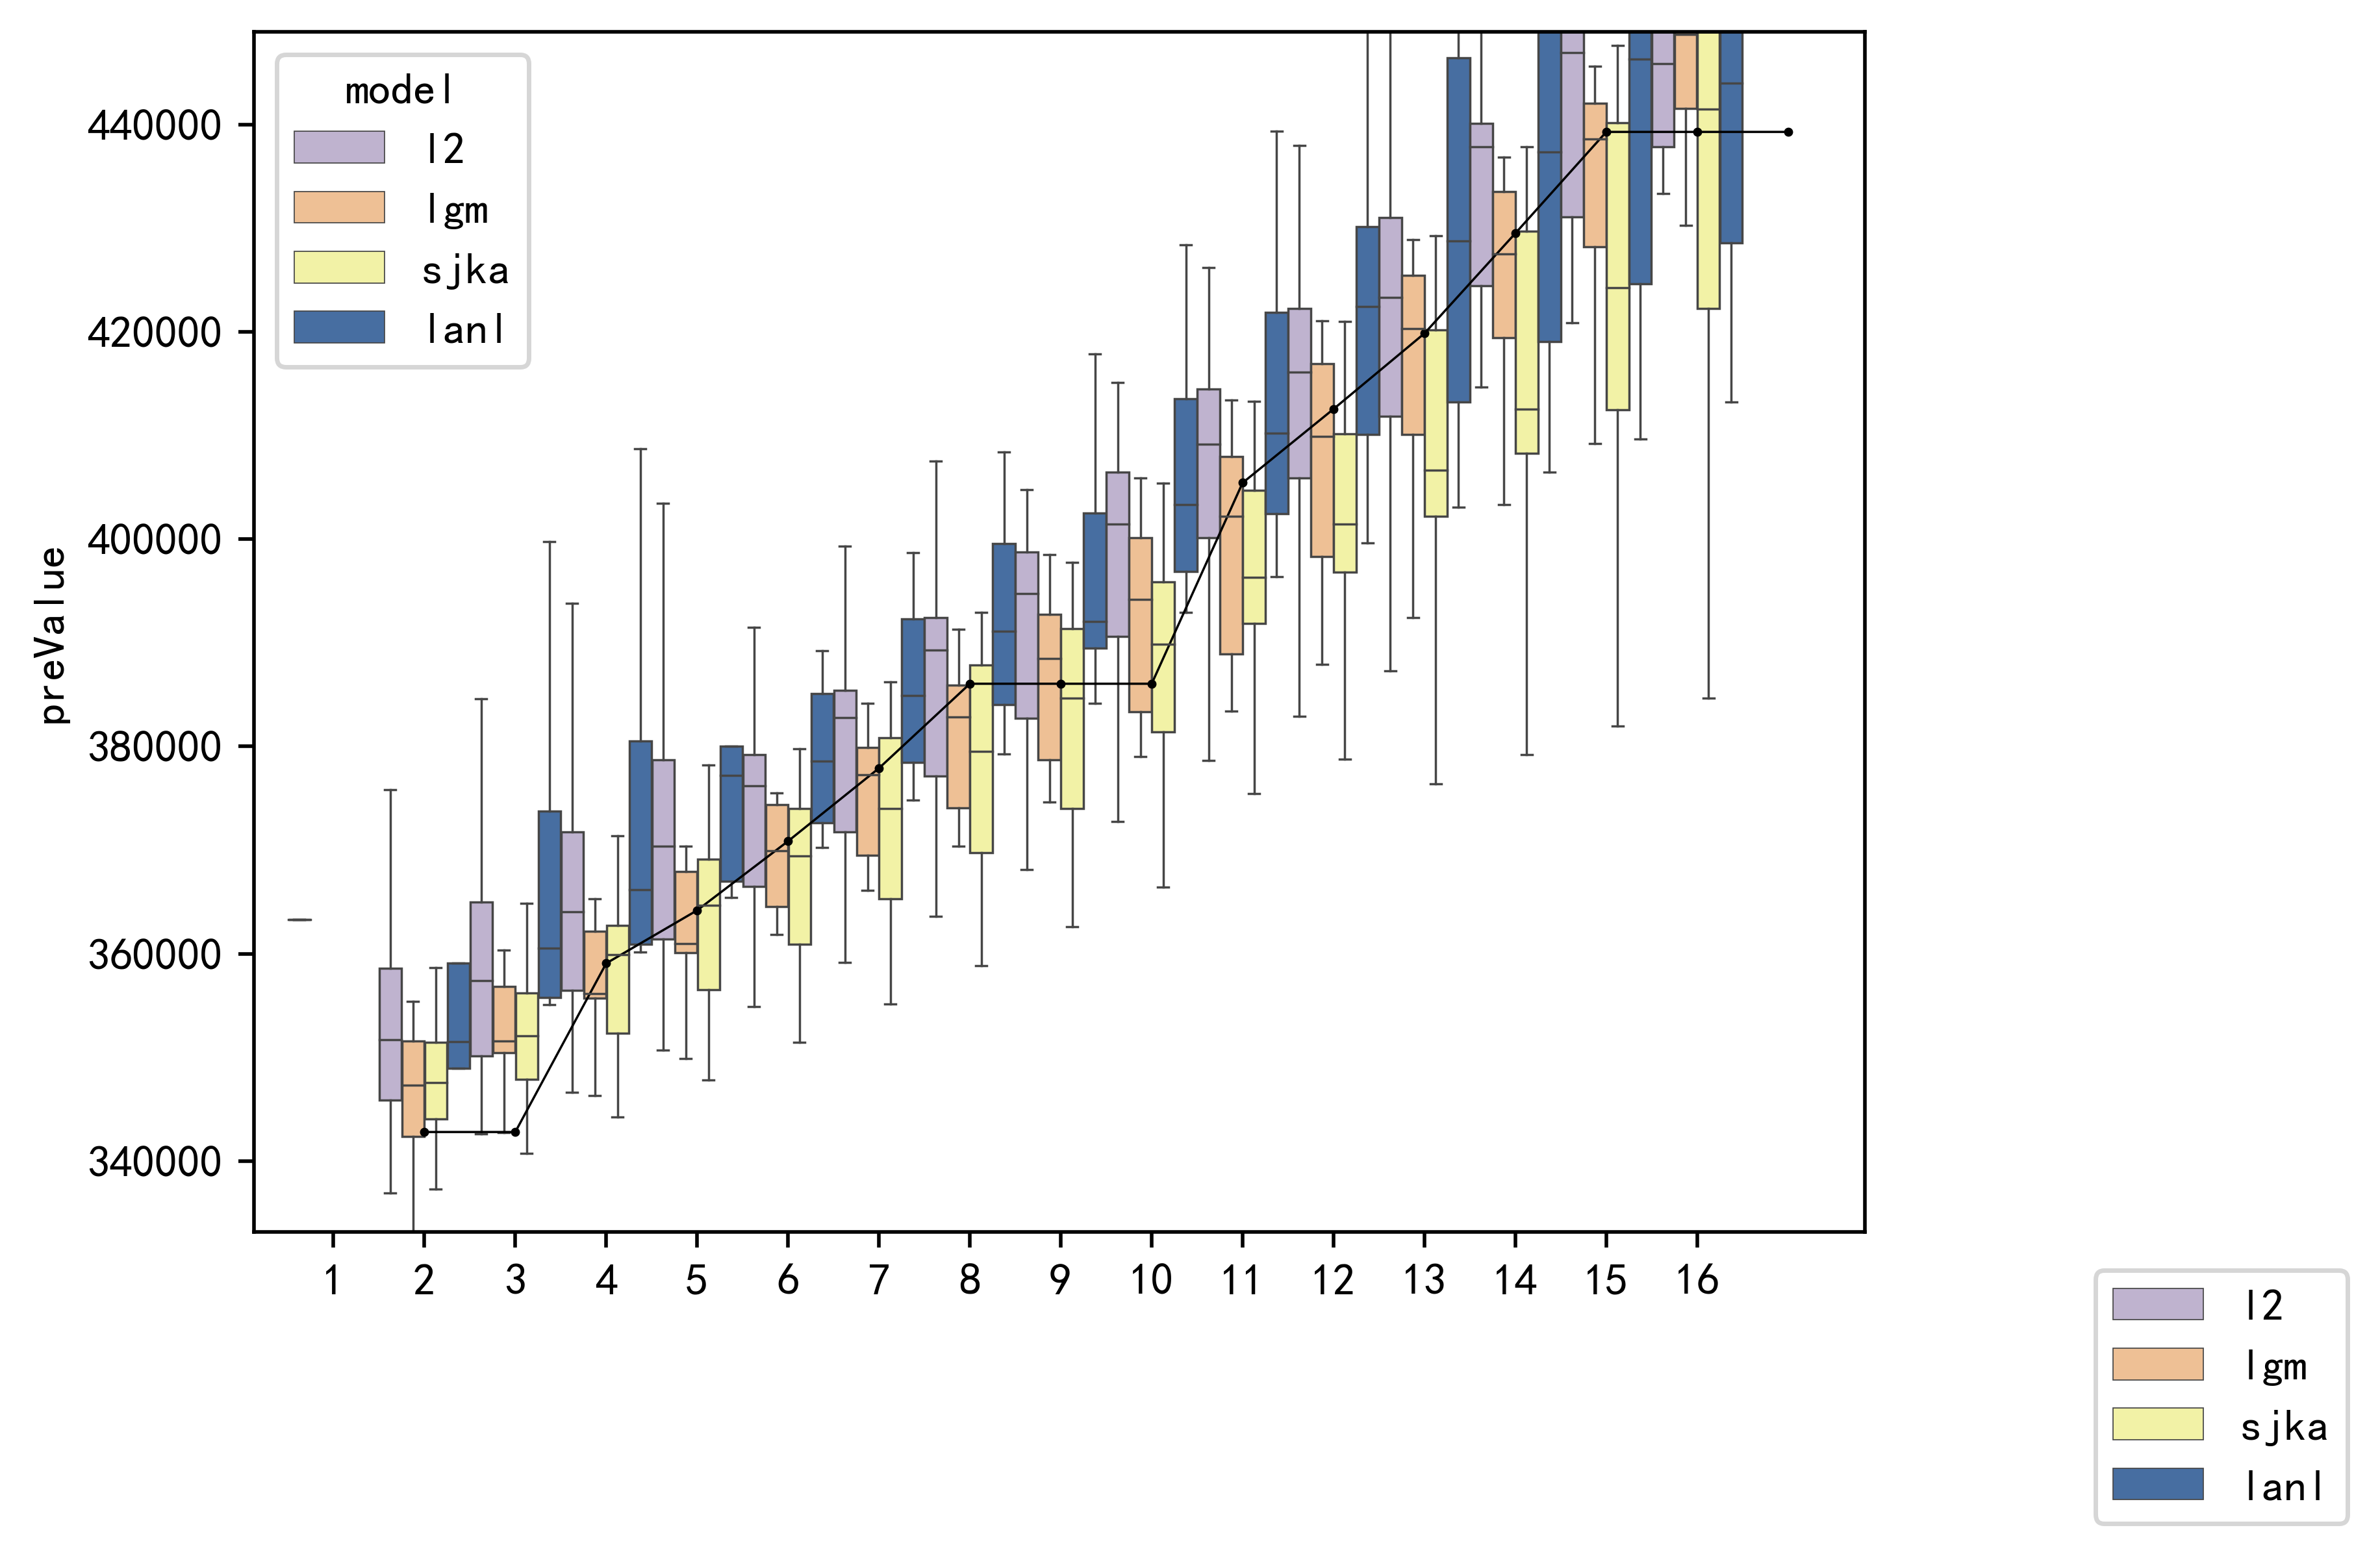 model
l2
lgm
sjka
lanl
preValue
440000
420000
400000
380000
360000
340000
1 2 3 4 5 6 7 8 9 10 11 12 13 14 15 16
l2
lgm
sjka
lanl